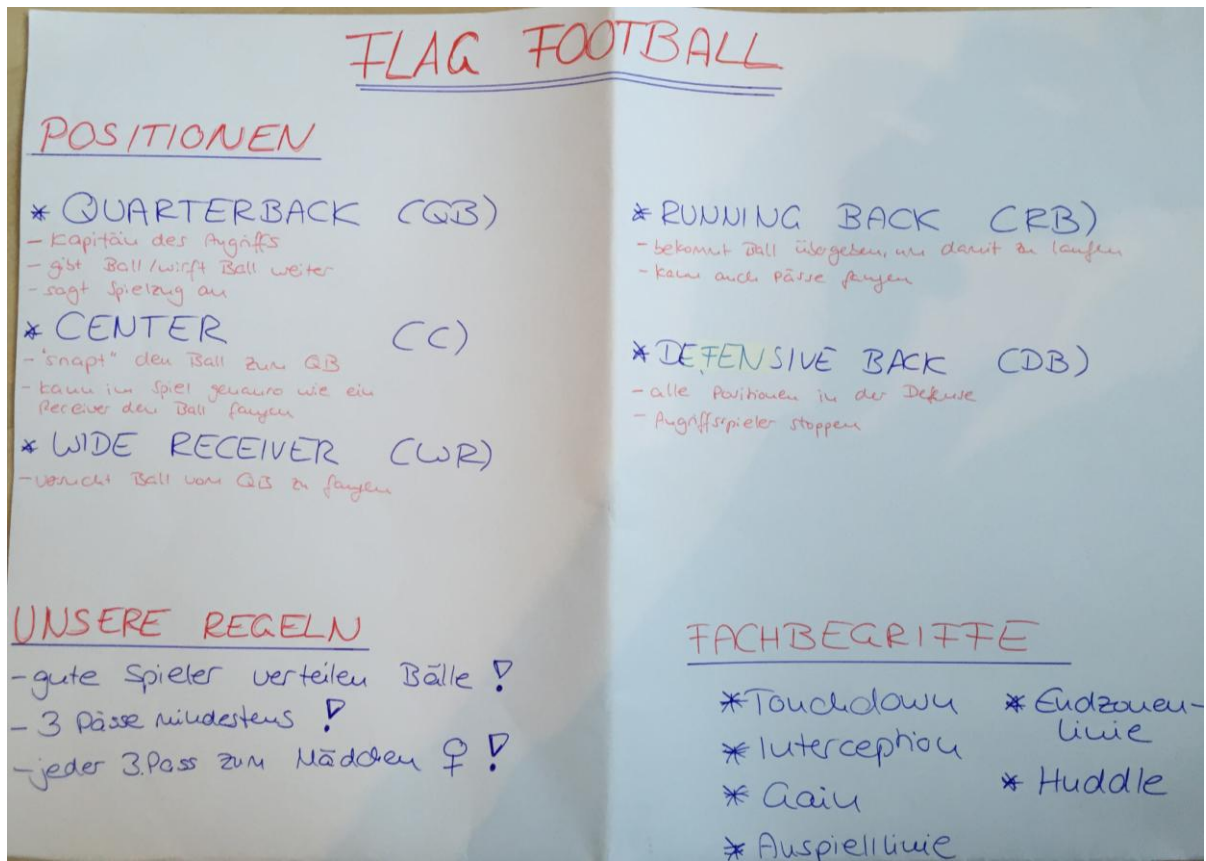 FLAG FOOTBALL
POSITIONEN
* QUARTERBACK (QB)
- Kapitän des Angriffs
- gibt Ball/wirft Ball weiter
- sagt Spielzug an
* CENTER (C)
- "snapt" den Ball zum QB
- kann im Spiel genauso wie ein
Receiver den Ball fangen
* WIDE RECEIVER (WR)
- versucht Ball vom QB zu fangen
* RUNNING BACK (RB)
- bekommt Ball übergeben, um damit zu laufen
- kann auch Pässe fangen
* DEFENSIVE BACK (DB)
- alle Positionen in der Defense
- Angriffsspieler stoppen
UNSERE REGELN
- gute Spieler verteilen Bälle !
- 3 Pässe mindestens !
- jeder 3. Pass zum Mädchen ♀ !
FACHBEGRIFFE
* Touchdown
* Interception
* Gain
* Auspiellinie
* Endzonen-
linie
* Huddle